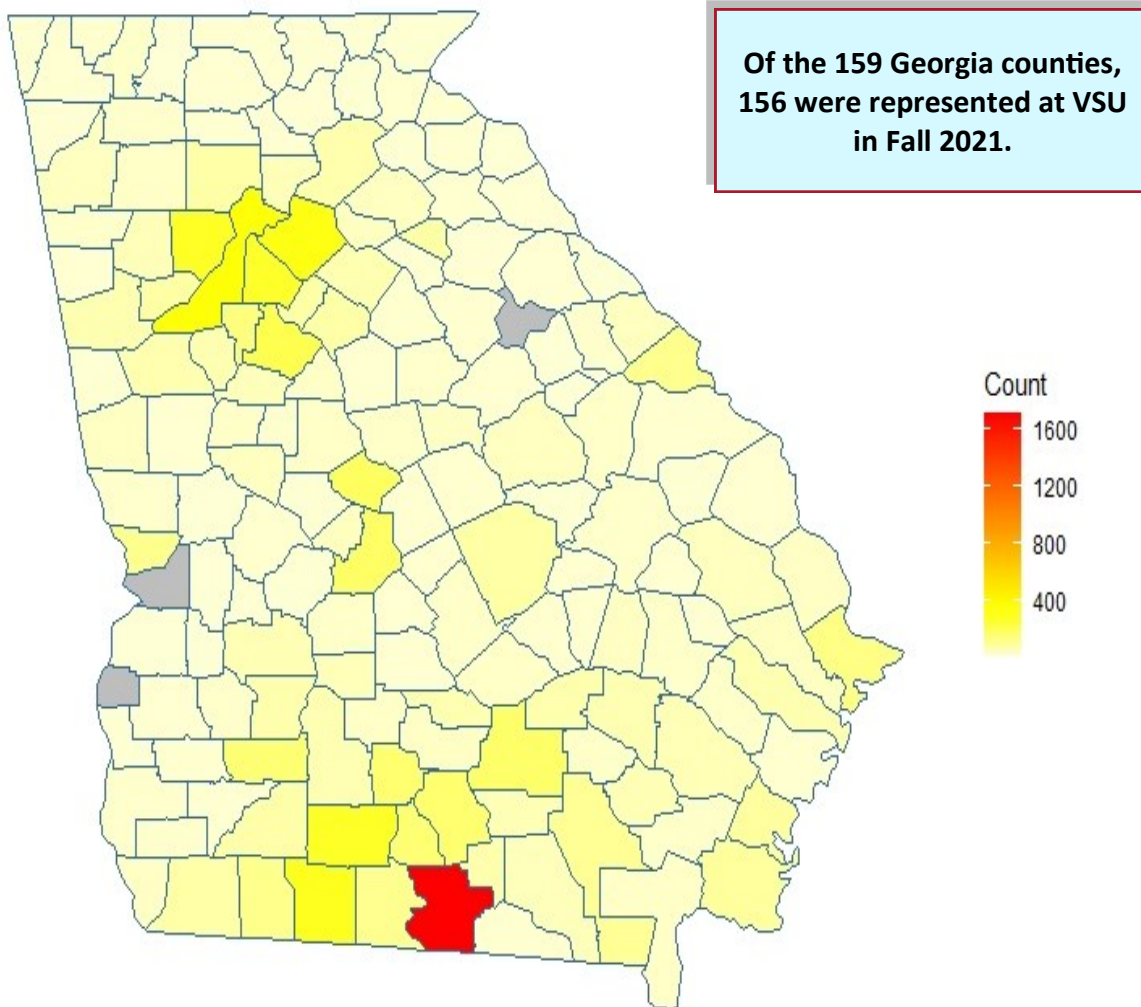 Of the 159 Georgia counties,
156 were represented at VSU
in Fall 2021.
Count
1600
1200
800
400